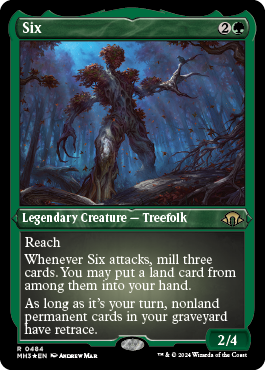 Six 2
Legendary Creature — Treefolk
Reach
Whenever Six attacks, mill three
cards. You may put a land card from
among them into your hand.
As long as it's your turn, nonland
permanent cards in your graveyard
have retrace.
2/4
R 0484
MH3★EN ANDREW MAR
™ & © 2024 Wizards of the Coast